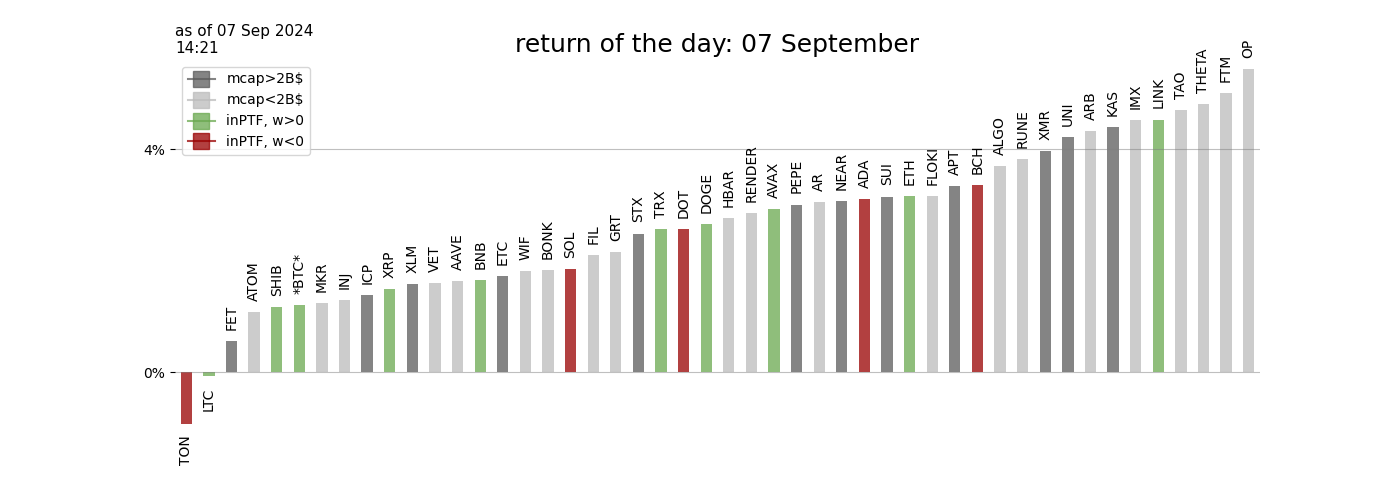 as of 07 Sep 2024
14:21
return of the day: 07 September
mcap>2B$
mcap<2B$
inPTF, w>0
inPTF, w<0
4%
0%
TON
LTC
FET
ATOM
SHIB
*BTC*
MKR
INJ
ICP
XRP
XLM
VET
AAVE
BNB
ETC
WIF
BONK
SOL
FIL
GRT
STX
TRX
DOT
DOGE
HBAR
RENDER
AVAX
PEPE
AR
NEAR
ADA
SUI
ETH
FLOKI
APT
BCH
ALGO
RUNE
XMR
UNI
ARB
KAS
IMX
LINK
TAO
THETA
FTM
OP